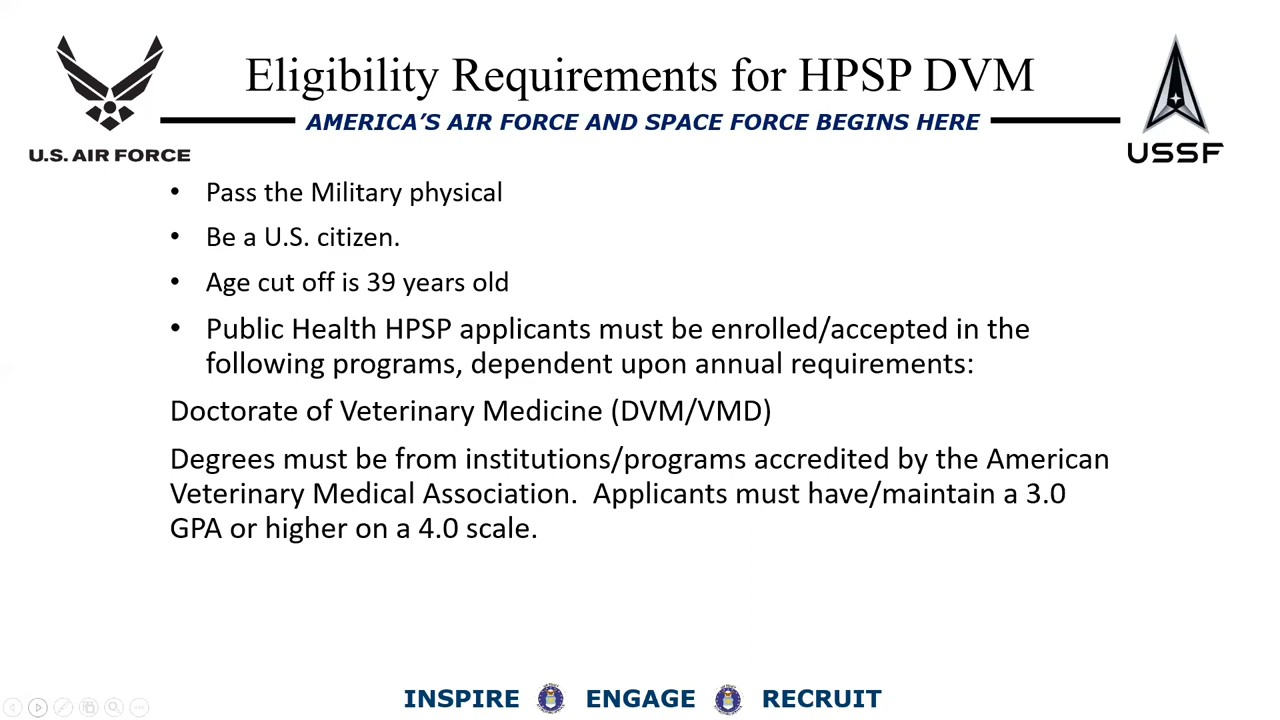 Eligibility Requirements for HPSP DVM
AMERICA'S AIR FORCE AND SPACE FORCE BEGINS HERE
U.S. AIR FORCE
USSF
• Pass the Military physical
• Be a U.S. citizen.
• Age cut off is 39 years old
• Public Health HPSP applicants must be enrolled/accepted in the
following programs, dependent upon annual requirements:
Doctorate of Veterinary Medicine (DVM/VMD)
Degrees must be from institutions/programs accredited by the American
Veterinary Medical Association.  Applicants must have/maintain a 3.0
GPA or higher on a 4.0 scale.
INSPIRE ENGAGE RECRUIT